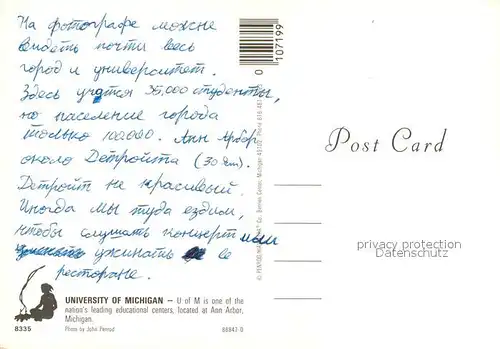 На фотографе можне
видеть почти весь
город и университет.
Здесь учатся 35,000 студенты,
но население города
только 100.000. Анн Арбор
около Детройта (30 км).
Детройт не красивый.
Иногда мы туда ездим,
чтобы слушать концерт или
ужинать в
ресторане.
UNIVERSITY OF MICHIGAN – U of M is one of the
nation's leading educational centers, located at Ann Arbor,
Michigan.
Photo by John Penrod
8335
88843-D
0 107199
Post Card
privacy protection
Datenschutz